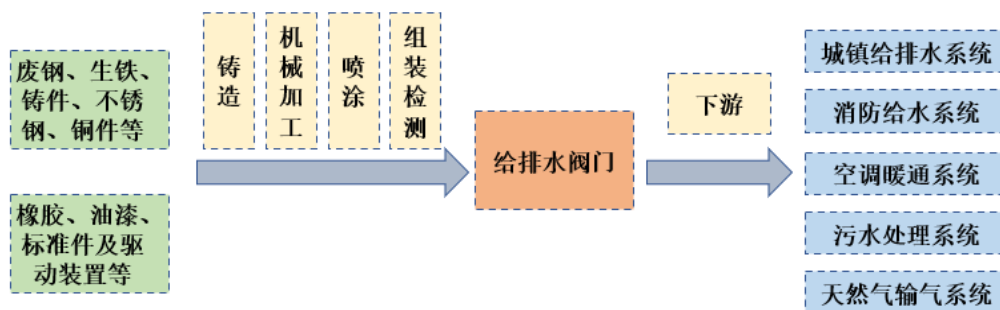 废钢、生铁、
铸件、不锈
钢、铜件等
橡胶、油漆、
标准件及驱
动装置等
铸造
机械加工
喷涂
组装检测
给排水阀门
下游
城镇给排水系统
消防给水系统
空调暖通系统
污水处理系统
天然气输气系统